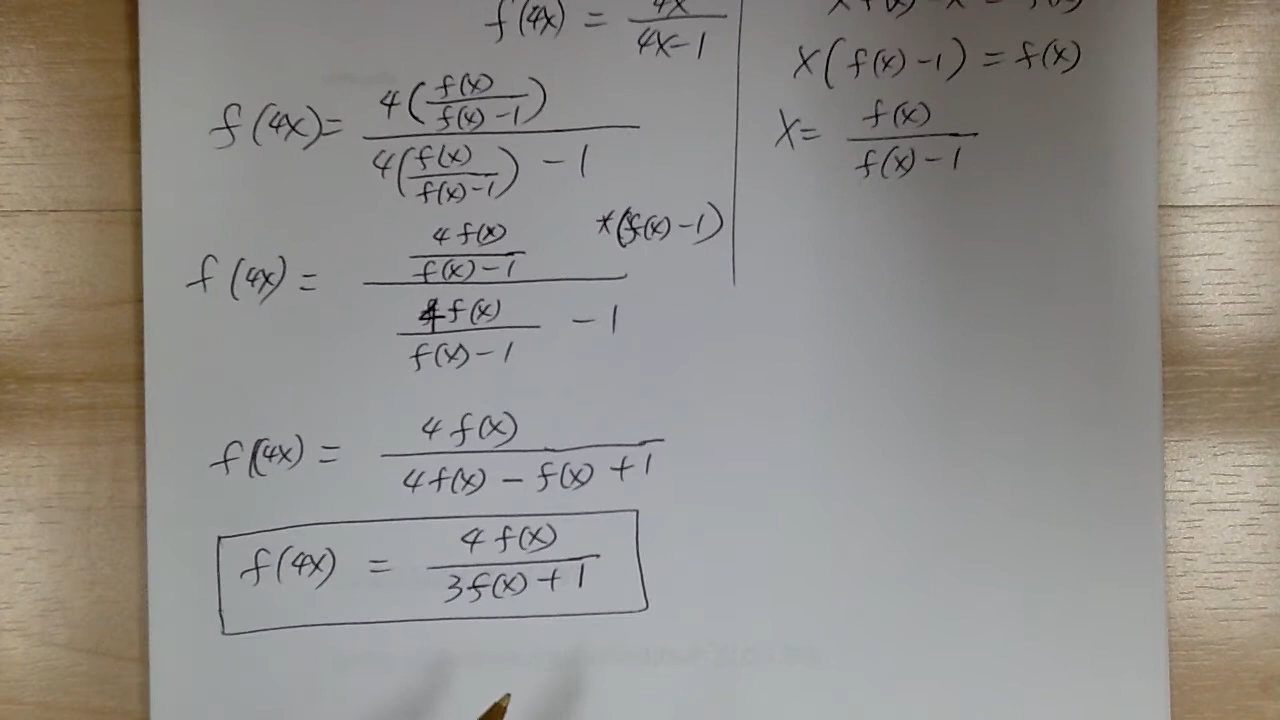 f(4x) = 4x / 4x-1
f(4x) = 4(f(x)/f(x)-1) / 4(f(x)/f(x)-1) - 1
*(f(x)-1)
f(4x) = 4f(x)/f(x)-1 / 4f(x)/f(x)-1 - 1
f(4x) = 4f(x) / 4f(x) - f(x) + 1
f(4x) = 4f(x) / 3f(x)+1
x(f(x)-1) = f(x)
x = f(x) / f(x)-1